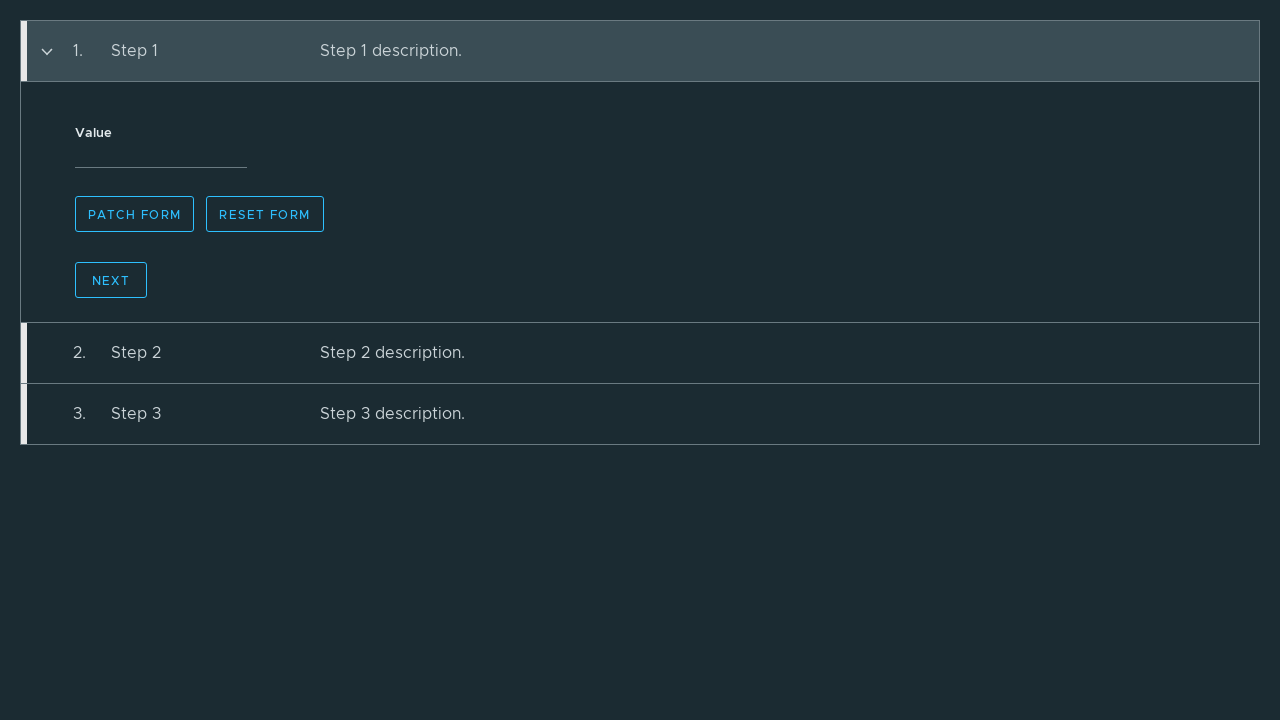 1. Step 1 Step 1 description.
Value
PATCH FORM RESET FORM
NEXT
2. Step 2 Step 2 description.
3. Step 3 Step 3 description.